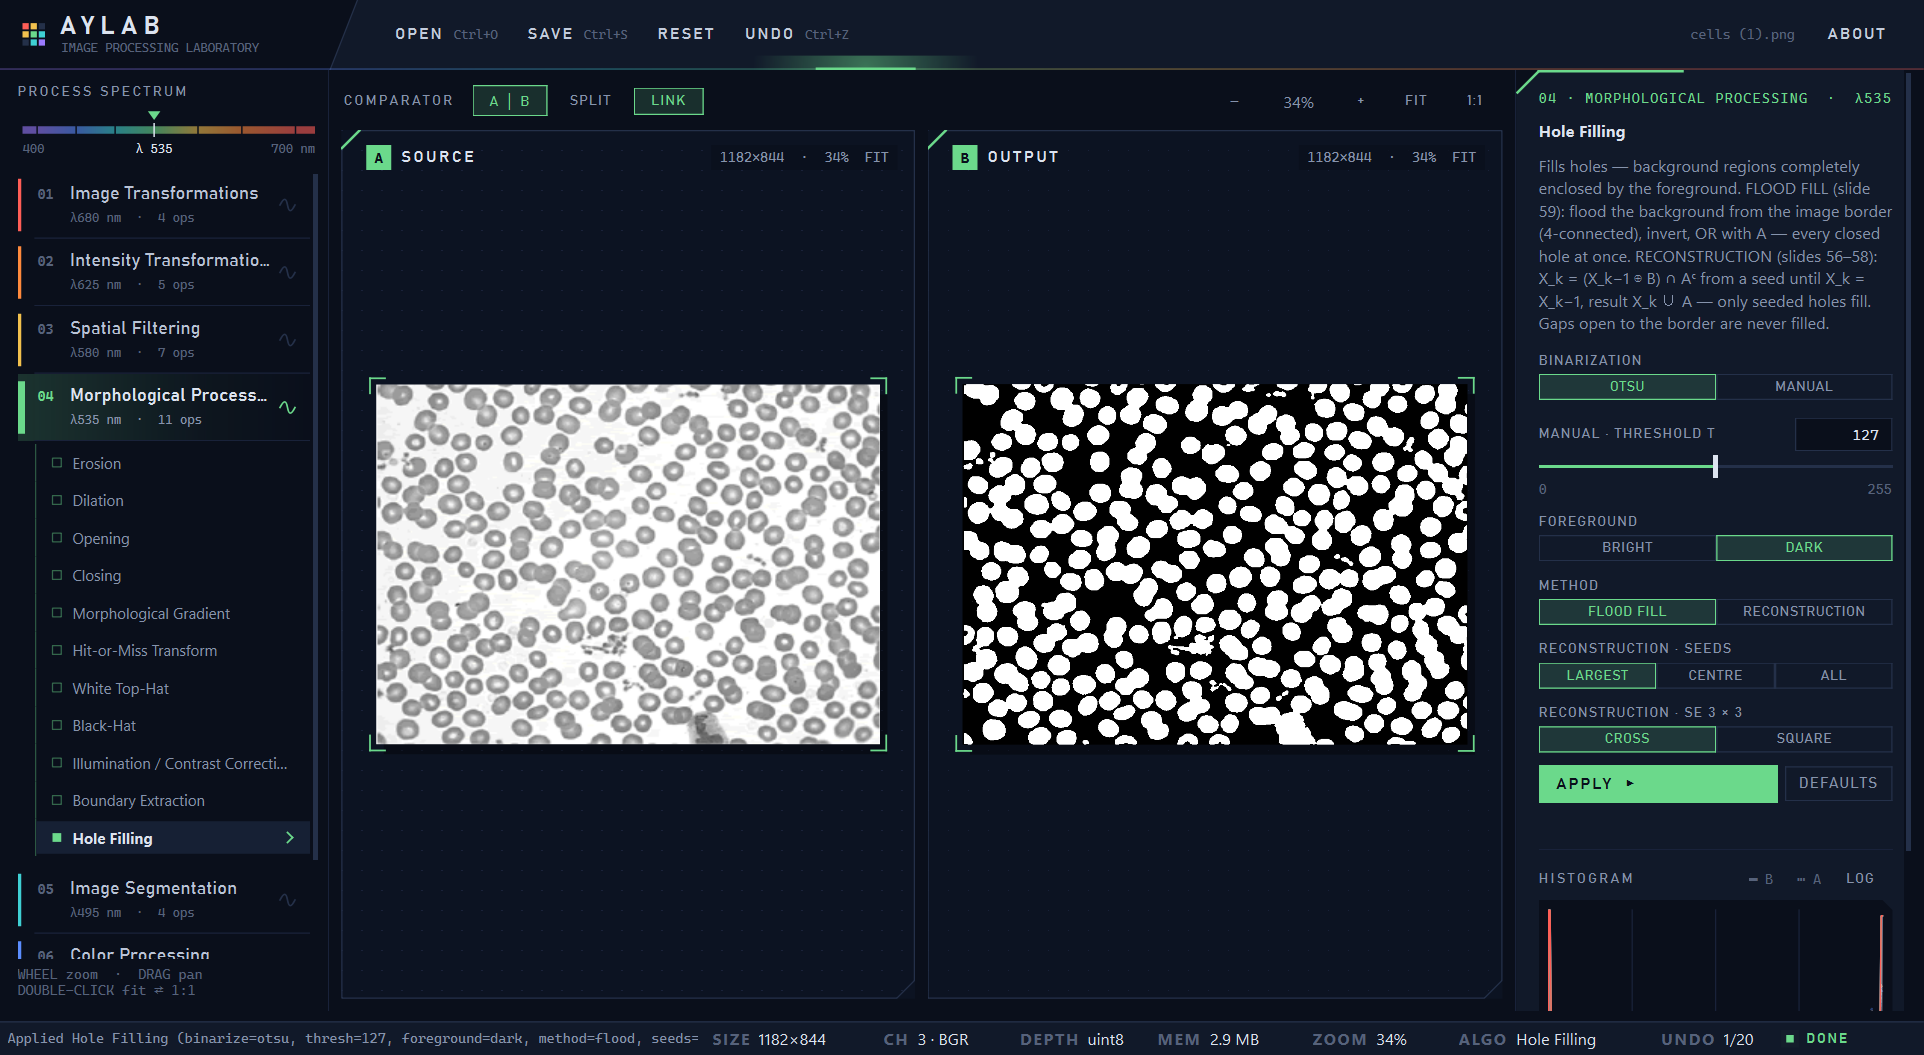 AYLAB
IMAGE PROCESSING LABORATORY
OPEN Ctrl+O SAVE Ctrl+S RESET UNDO Ctrl+Z
cells (1).png ABOUT
PROCESS SPECTRUM
400 λ 535 700 nm
01 Image Transformations
λ680 nm · 4 ops
02 Intensity Transformatio...
λ625 nm · 5 ops
03 Spatial Filtering
λ580 nm · 7 ops
04 Morphological Process...
λ535 nm · 11 ops
Erosion
Dilation
Opening
Closing
Morphological Gradient
Hit-or-Miss Transform
White Top-Hat
Black-Hat
Illumination / Contrast Correcti...
Boundary Extraction
Hole Filling
05 Image Segmentation
λ495 nm · 4 ops
06 Color Processing
WHEEL zoom · DRAG pan
DOUBLE-CLICK fit ⇄ 1:1
COMPARATOR A | B SPLIT LINK
− 34% + FIT 1:1
A SOURCE 1182×844 · 34% FIT
B OUTPUT 1182×844 · 34% FIT
04 · MORPHOLOGICAL PROCESSING · λ535
Hole Filling
Fills holes — background regions completely
enclosed by the foreground. FLOOD FILL (slide
59): flood the background from the image border
(4-connected), invert, OR with A — every closed
hole at once. RECONSTRUCTION (slides 56–58):
X_k = (X_k−1 ⊕ B) ∩ Aᶜ from a seed until X_k =
X_k−1, result X_k ∪ A — only seeded holes fill.
Gaps open to the border are never filled.
BINARIZATION
OTSU MANUAL
MANUAL · THRESHOLD T 127
0 255
FOREGROUND
BRIGHT DARK
METHOD
FLOOD FILL RECONSTRUCTION
RECONSTRUCTION · SEEDS
LARGEST CENTRE ALL
RECONSTRUCTION · SE 3 × 3
CROSS SQUARE
APPLY ▸ DEFAULTS
HISTOGRAM B A LOG
Applied Hole Filling (binarize=otsu, thresh=127, foreground=dark, method=flood, seeds= SIZE 1182×844 CH 3 · BGR DEPTH uint8 MEM 2.9 MB ZOOM 34% ALGO Hole Filling UNDO 1/20 DONE